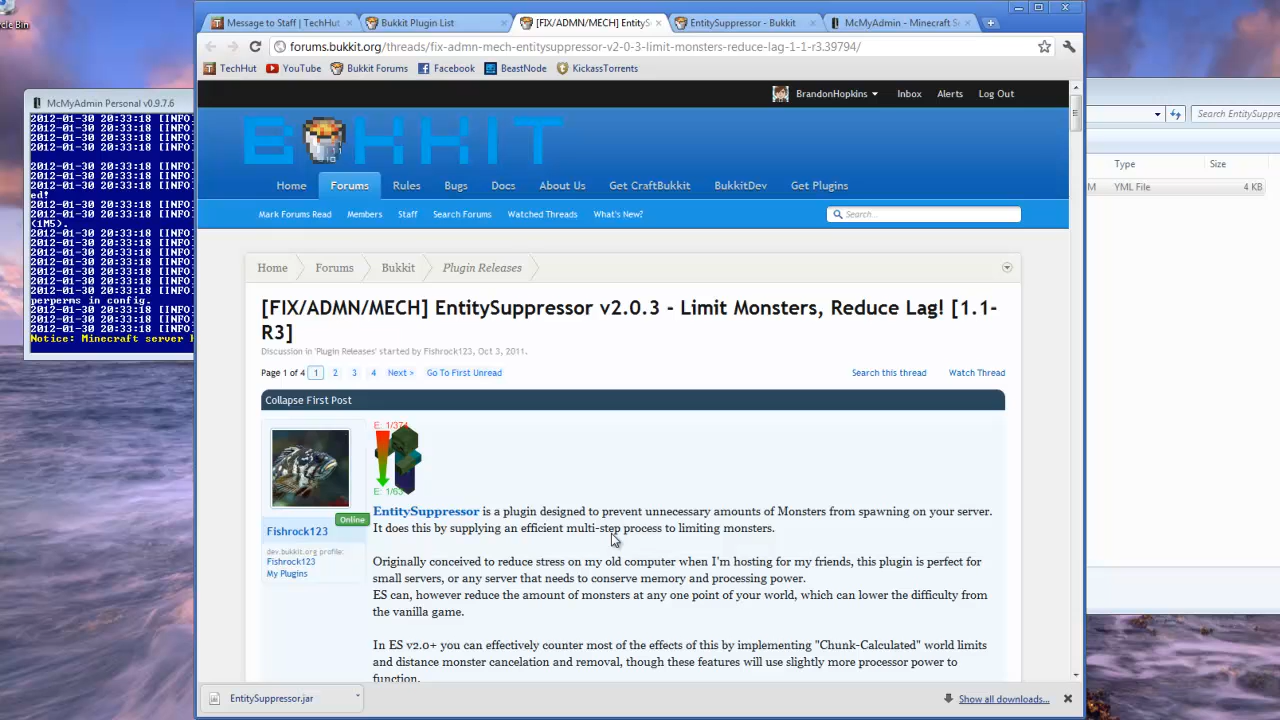 cle Bin
Message to Staff | TechHut
Bukkit Plugin List
[FIX/ADMN/MECH] EntityS
EntitySuppressor - Bukkit
McMyAdmin - Minecraft Se
forums.bukkit.org/threads/fix-admn-mech-entitysuppressor-v2-0-3-limit-monsters-reduce-lag-1-1-r3.39794/
TechHut YouTube Bukkit Forums Facebook BeastNode KickassTorrents
McMyAdmin Personal v0.9.7.6
2012-01-30 20:33:18 [INFO]
2012-01-30 20:33:18 [INFO]
2012-01-30 20:33:18 [INFO]
2012-01-30 20:33:18 [INFO]
2012-01-30 20:33:18 [INFO]
2012-01-30 20:33:18 [INFO]
ed!
2012-01-30 20:33:18 [INFO]
2012-01-30 20:33:18 [INFO]
(1M5).
2012-01-30 20:33:18 [INFO]
2012-01-30 20:33:18 [INFO]
2012-01-30 20:33:18 [INFO]
2012-01-30 20:33:18 [INFO]
2012-01-30 20:33:18 [INFO]
2012-01-30 20:33:18 [INFO]
2012-01-30 20:33:18 [INFO]
perperms in config.
2012-01-30 20:33:18 [INFO]
2012-01-30 20:33:18 [INFO]
2012-01-30 20:33:18 [INFO]
Notice: Minecraft server
BrandonHopkins Inbox Alerts Log Out
BUKKIT
Home Forums Rules Bugs Docs About Us Get CraftBukkit BukkitDev Get Plugins
Mark Forums Read Members Staff Search Forums Watched Threads What's New? Search...
Home Forums Bukkit Plugin Releases
[FIX/ADMN/MECH] EntitySuppressor v2.0.3 - Limit Monsters, Reduce Lag! [1.1-
R3]
Discussion in 'Plugin Releases' started by Fishrock123, Oct 3, 2011.
Page 1 of 4 1 2 3 4 Next > Go To First Unread Search this thread Watch Thread
Collapse First Post
E: 1/374
E: 1/63
Online
Fishrock123
dev.bukkit.org profile:
Fishrock123
My Plugins
EntitySuppressor is a plugin designed to prevent unnecessary amounts of Monsters from spawning on your server.
It does this by supplying an efficient multi-step process to limiting monsters.
Originally conceived to reduce stress on my old computer when I'm hosting for my friends, this plugin is perfect for
small servers, or any server that needs to conserve memory and processing power.
ES can, however reduce the amount of monsters at any one point of your world, which can lower the difficulty from
the vanilla game.
In ES v2.0+ you can effectively counter most of the effects of this by implementing "Chunk-Calculated" world limits
and distance monster cancelation and removal, though these features will use slightly more processor power to
function.
EntitySuppressor.jar
Show all downloads...
Search EntitySuppre
Type Size
M YML File 4 KB